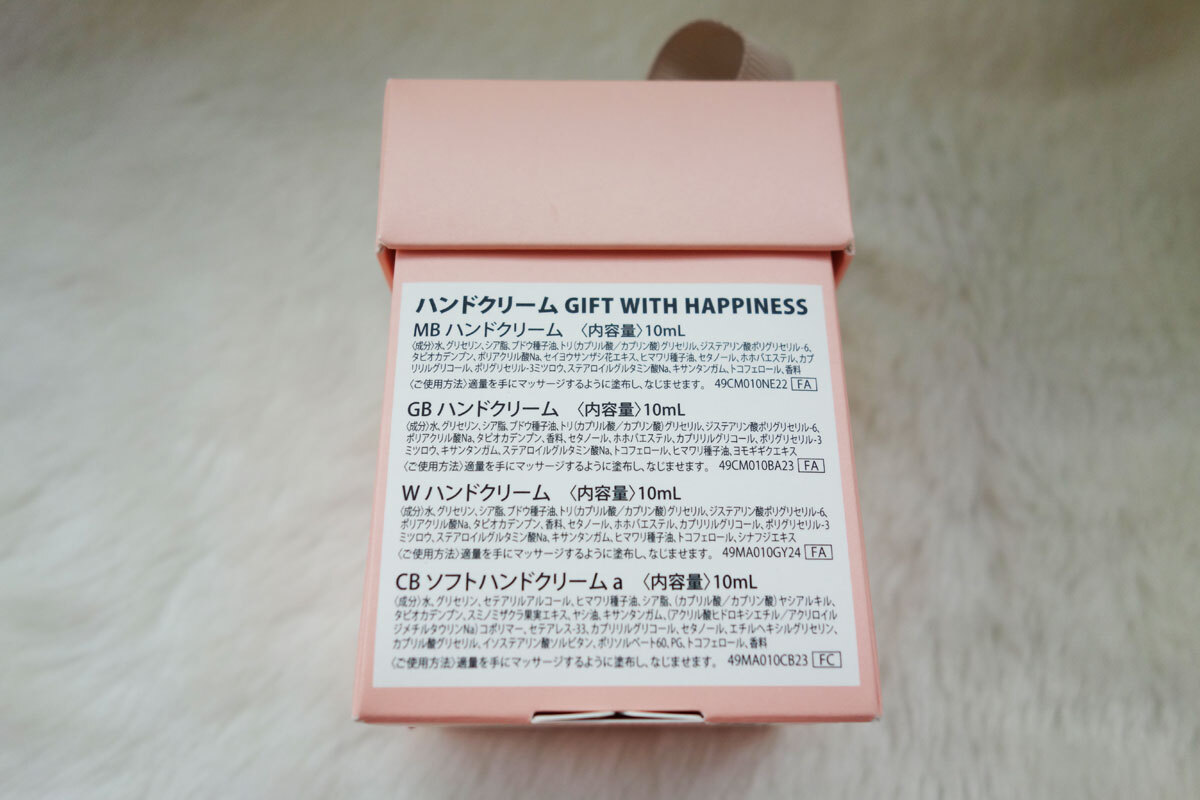 ハンドクリーム GIFT WITH HAPPINESS
MB ハンドクリーム 〈内容量〉10mL
〈成分〉水、グリセリン、シア脂、ブドウ種子油、トリ(カプリル酸／カプリン酸)グリセリル、ジステアリン酸ポリグリセリル-6、
タピオカデンプン、ポリアクリル酸Na、セイヨウサンザシ花エキス、ヒマワリ種子油、セタノール、ホホバエステル、カプ
リリルグリコール、ポリグリセリル-3ミツロウ、ステアロイルグルタミン酸Na、キサンタンガム、トコフェロール、香料
〈ご使用方法〉適量を手にマッサージするように塗布し、なじませます。 49CM010NE22 FA
GB ハンドクリーム 〈内容量〉10mL
〈成分〉水、グリセリン、シア脂、ブドウ種子油、トリ(カプリル酸／カプリン酸)グリセリル、ジステアリン酸ポリグリセリル-6、
ポリアクリル酸Na、タピオカデンプン、香料、セタノール、ホホバエステル、カプリリルグリコール、ポリグリセリル-3
ミツロウ、キサンタンガム、ステアロイルグルタミン酸Na、トコフェロール、ヒマワリ種子油、ヨモギギクエキス
〈ご使用方法〉適量を手にマッサージするように塗布し、なじませます。 49CM010BA23 FA
W ハンドクリーム 〈内容量〉10mL
〈成分〉水、グリセリン、シア脂、ブドウ種子油、トリ(カプリル酸／カプリン酸)グリセリル、ジステアリン酸ポリグリセリル-6、
ポリアクリル酸Na、タピオカデンプン、香料、セタノール、ホホバエステル、カプリリルグリコール、ポリグリセリル-3
ミツロウ、ステアロイルグルタミン酸Na、キサンタンガム、ヒマワリ種子油、トコフェロール、シナフジエキス
〈ご使用方法〉適量を手にマッサージするように塗布し、なじませます。 49MA010GY24 FA
CB ソフトハンドクリーム a 〈内容量〉10mL
〈成分〉水、グリセリン、セテアリルアルコール、ヒマワリ種子油、シア脂、(カプリル酸／カプリン酸)ヤシアルキル、
タピオカデンプン、スミノミザクラ果実エキス、ヤシ油、キサンタンガム、(アクリル酸ヒドロキシエチル／アクリロイル
ジメチルタウリンNa)コポリマー、セテアレス-33、カプリリルグリコール、セタノール、エチルヘキシルグリセリン、
カプリル酸グリセリル、イソステアリン酸ソルビタン、ポリソルベート60、PG、トコフェロール、香料
〈ご使用方法〉適量を手にマッサージするように塗布し、なじませます。 49MA010CB23 FC